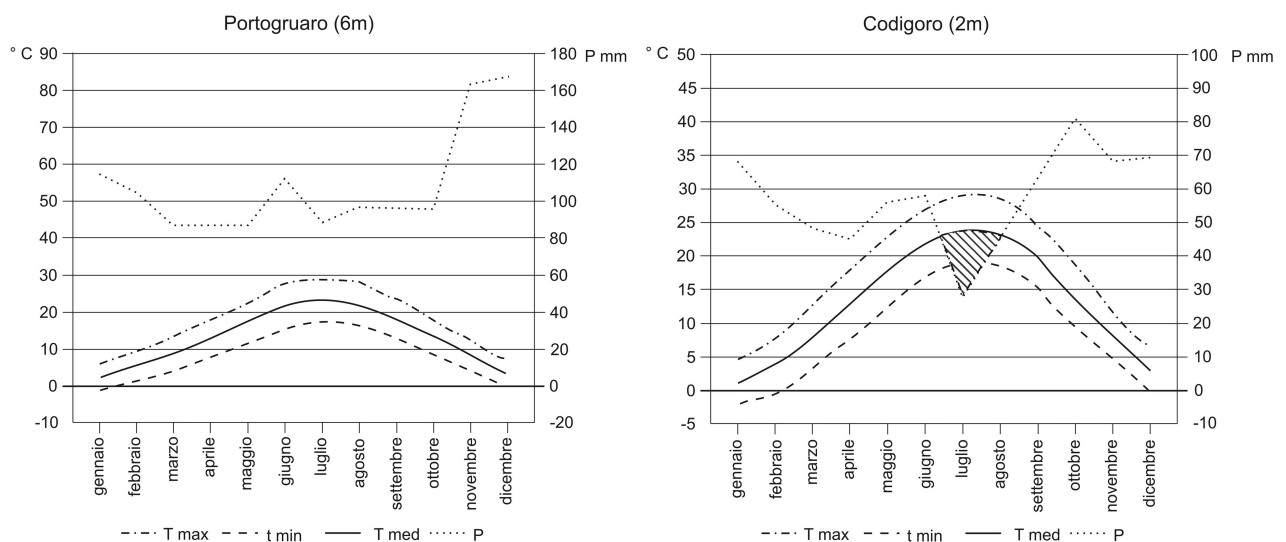 Portogruaro (6m)
° C
90
80
70
60
50
40
30
20
10
0
-10
180
160
140
120
100
80
60
40
20
0
-20
P mm
gennaio
febbraio
marzo
aprile
maggio
giugno
luglio
agosto
settembre
ottobre
novembre
dicembre
T max
t min
T med
P
Codigoro (2m)
° C
50
45
40
35
30
25
20
15
10
5
0
-5
100
90
80
70
60
50
40
30
20
10
0
-10
P mm
gennaio
febbraio
marzo
aprile
maggio
giugno
luglio
agosto
settembre
ottobre
novembre
dicembre
T max
t min
T med
P